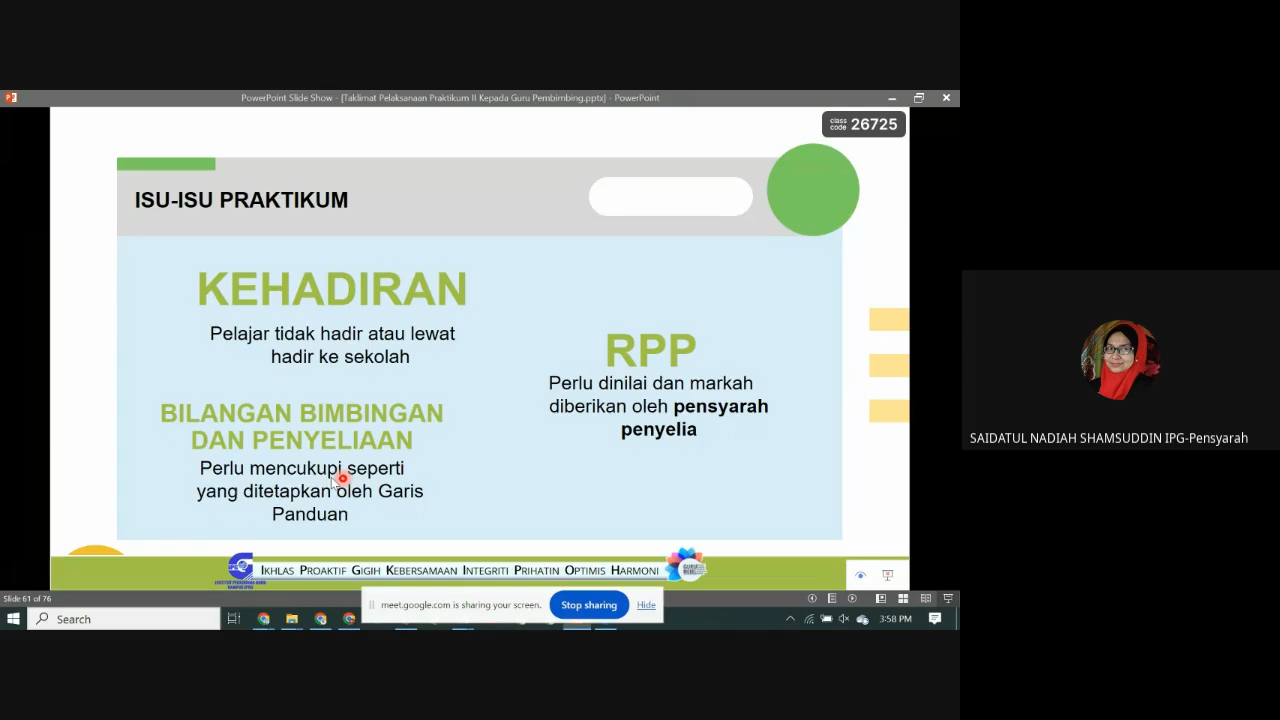 PowerPoint Slide Show - [Taklimat Pelaksanaan Praktikum II Kepada Guru Pembimbing.pptx] - PowerPoint
class code 26725
ISU-ISU PRAKTIKUM
KEHADIRAN
Pelajar tidak hadir atau lewat
hadir ke sekolah
BILANGAN BIMBINGAN
DAN PENYELIAAN
Perlu mencukupi seperti
yang ditetapkan oleh Garis
Panduan
RPP
Perlu dinilai dan markah
diberikan oleh pensyarah
penyelia
SAIDATUL NADIAH SHAMSUDDIN IPG-Pensyarah
IKHLAS PROAKTIF GIGIH KEBERSAMAAN INTEGRITI PRIHATIN OPTIMIS HARMONI
Slide 61 of 76
meet.google.com is sharing your screen.
Stop sharing
Hide
Search
3:58 PM